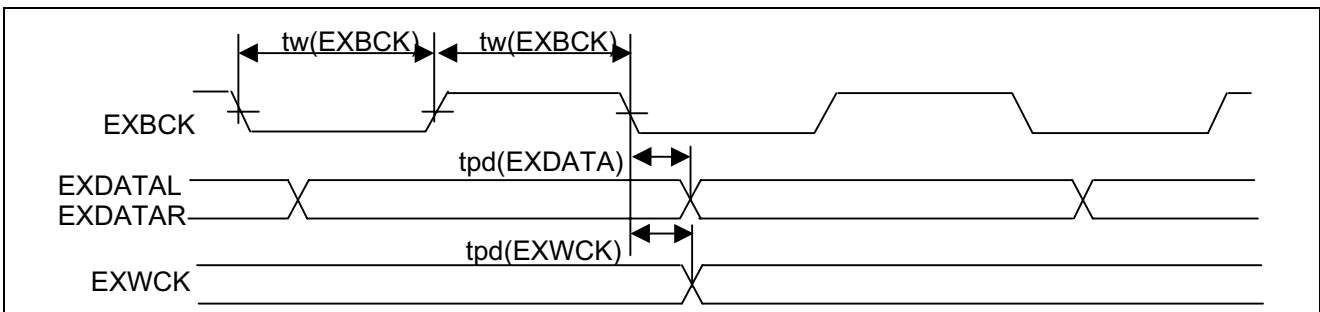 tw(EXBCK) tw(EXBCK)
EXBCK
tpd(EXDATA)
EXDATAL
EXDATAR
tpd(EXWCK)
EXWCK